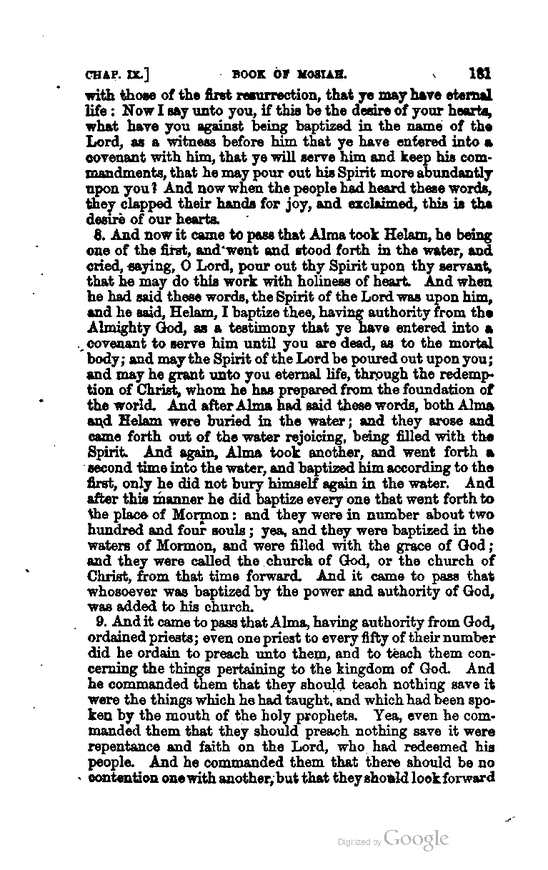 CHAP. IX.] BOOK OF MOSIAH. 181
with those of the first resurrection, that ye may have eternal
life: Now I say unto you, if this be the desire of your hearts,
what have you against being baptized in the name of the
Lord, as a witness before him that ye have entered into a
covenant with him, that ye will serve him and keep his com-
mandments, that he may pour out his Spirit more abundantly
upon you? And now when the people had heard these words,
they clapped their hands for joy, and exclaimed, this is the
desire of our hearts.
8. And now it came to pass that Alma took Helam, he being
one of the first, and went and stood forth in the water, and
cried, saying, O Lord, pour out thy Spirit upon thy servant,
that he may do this work with holiness of heart. And when
he had said these words, the Spirit of the Lord was upon him,
and he said, Helam, I baptize thee, having authority from the
Almighty God, as a testimony that ye have entered into a
covenant to serve him until you are dead, as to the mortal
body; and may the Spirit of the Lord be poured out upon you;
and may he grant unto you eternal life, through the redemp-
tion of Christ, whom he has prepared from the foundation of
the world. And after Alma had said these words, both Alma
and Helam were buried in the water; and they arose and
came forth out of the water rejoicing, being filled with the
Spirit. And again, Alma took another, and went forth a
second time into the water, and baptized him according to the
first, only he did not bury himself again in the water. And
after this manner he did baptize every one that went forth to
the place of Mormon: and they were in number about two
hundred and four souls; yea, and they were baptized in the
waters of Mormon, and were filled with the grace of God;
and they were called the church of God, or the church of
Christ, from that time forward. And it came to pass that
whosoever was baptized by the power and authority of God,
was added to his church.
9. And it came to pass that Alma, having authority from God,
ordained priests; even one priest to every fifty of their number
did he ordain to preach unto them, and to teach them con-
cerning the things pertaining to the kingdom of God. And
he commanded them that they should teach nothing save it
were the things which he had taught, and which had been spo-
ken by the mouth of the holy prophets. Yea, even he com-
manded them that they should preach nothing save it were
repentance and faith on the Lord, who had redeemed his
people. And he commanded them that there should be no
contention one with another, but that they should look forward
Digitized by Google